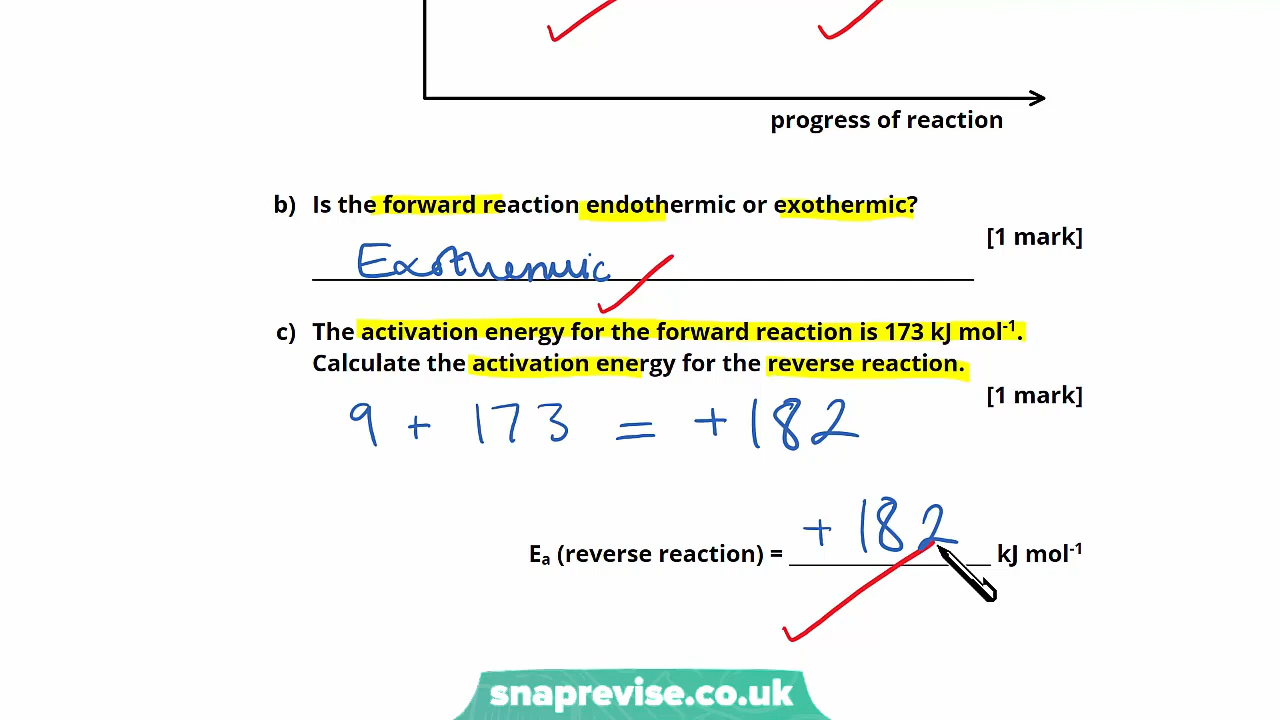 progress of reaction
b) Is the forward reaction endothermic or exothermic?
[1 mark]
Exothermic
c) The activation energy for the forward reaction is 173 kJ mol⁻¹.
Calculate the activation energy for the reverse reaction.
[1 mark]
9 + 173 = +182
+ 182
Eₐ (reverse reaction) = kJ mol⁻¹
snaprevise.co.uk